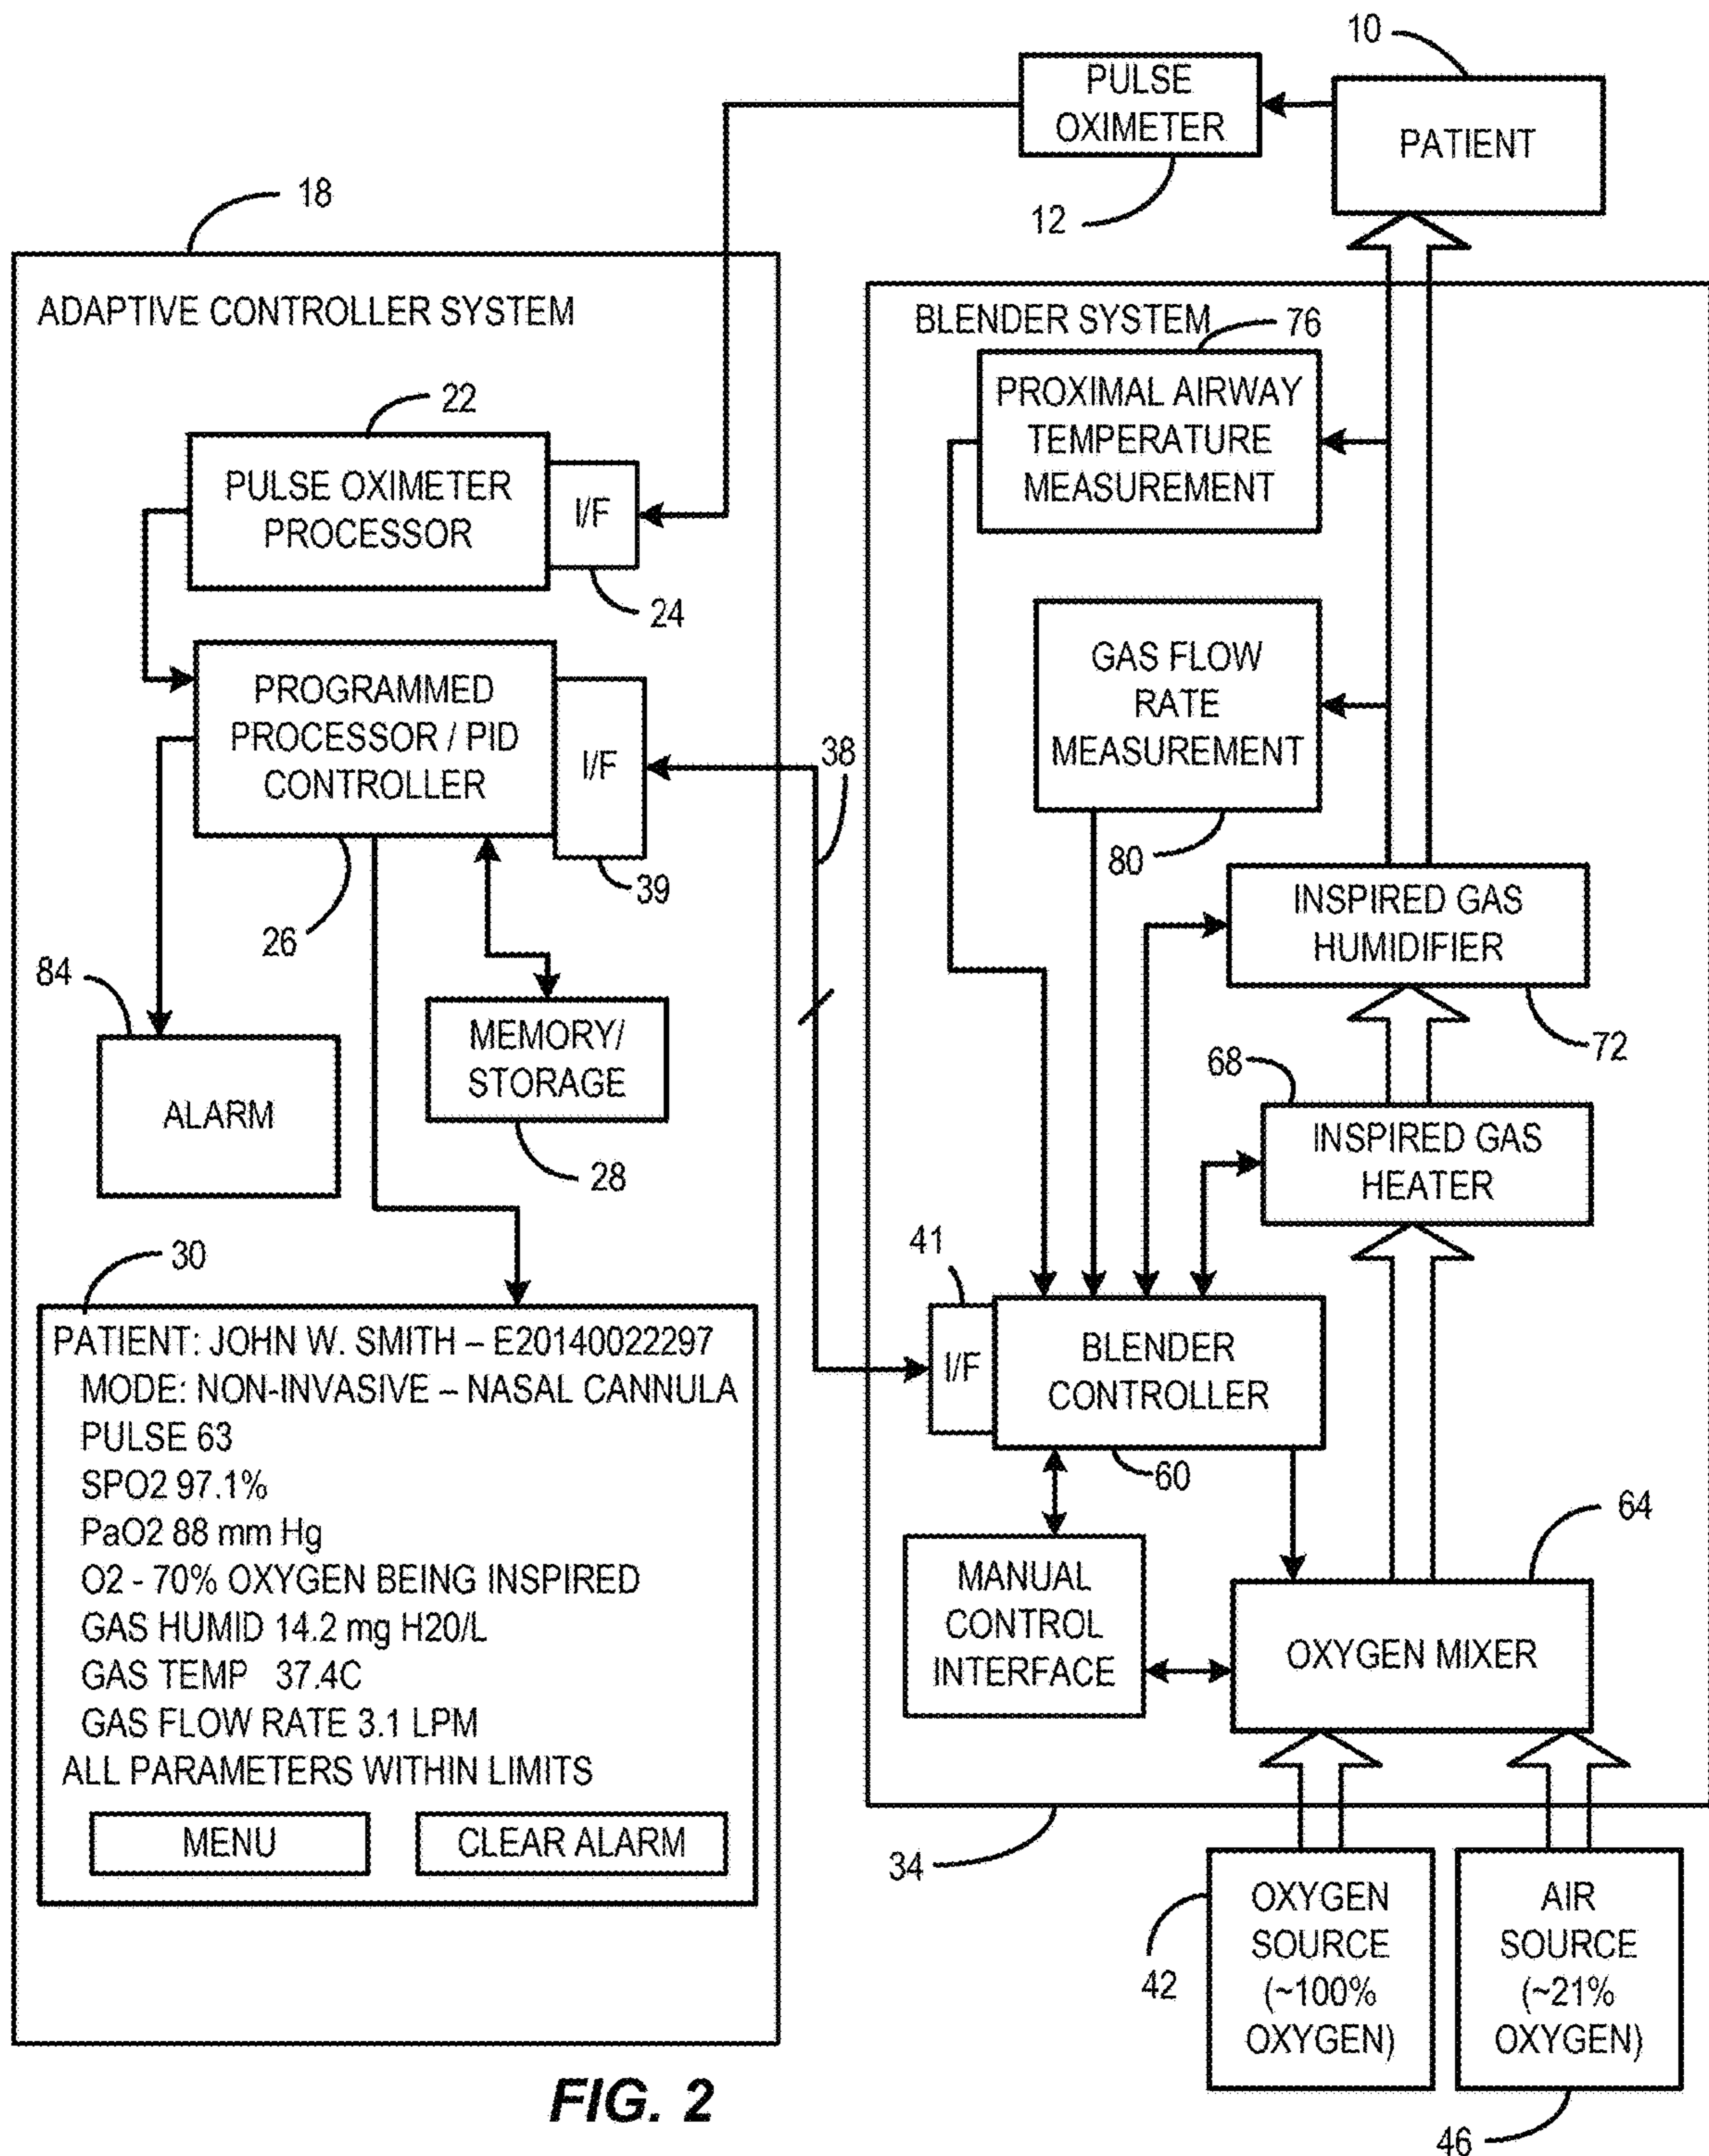 10
PULSE
OXIMETER
PATIENT
12
18
ADAPTIVE CONTROLLER SYSTEM
BLENDER SYSTEM
76
PROXIMAL AIRWAY
TEMPERATURE
MEASUREMENT
22
PULSE OXIMETER
PROCESSOR
I/F
24
GAS FLOW
RATE
MEASUREMENT
80
PROGRAMMED
PROCESSOR / PID
CONTROLLER
I/F
38
39
26
INSPIRED GAS
HUMIDIFIER
72
84
ALARM
MEMORY/
STORAGE
28
68
INSPIRED GAS
HEATER
30
PATIENT: JOHN W. SMITH – E20140022297
MODE: NON-INVASIVE – NASAL CANNULA
PULSE 63
SPO2 97.1%
PaO2 88 mm Hg
O2 - 70% OXYGEN BEING INSPIRED
GAS HUMID 14.2 mg H20/L
GAS TEMP 37.4C
GAS FLOW RATE 3.1 LPM
ALL PARAMETERS WITHIN LIMITS
MENU
CLEAR ALARM
41
I/F
BLENDER
CONTROLLER
60
64
MANUAL
CONTROL
INTERFACE
OXYGEN MIXER
34
42
OXYGEN
SOURCE
(~100%
OXYGEN)
AIR
SOURCE
(~21%
OXYGEN)
46
FIG. 2